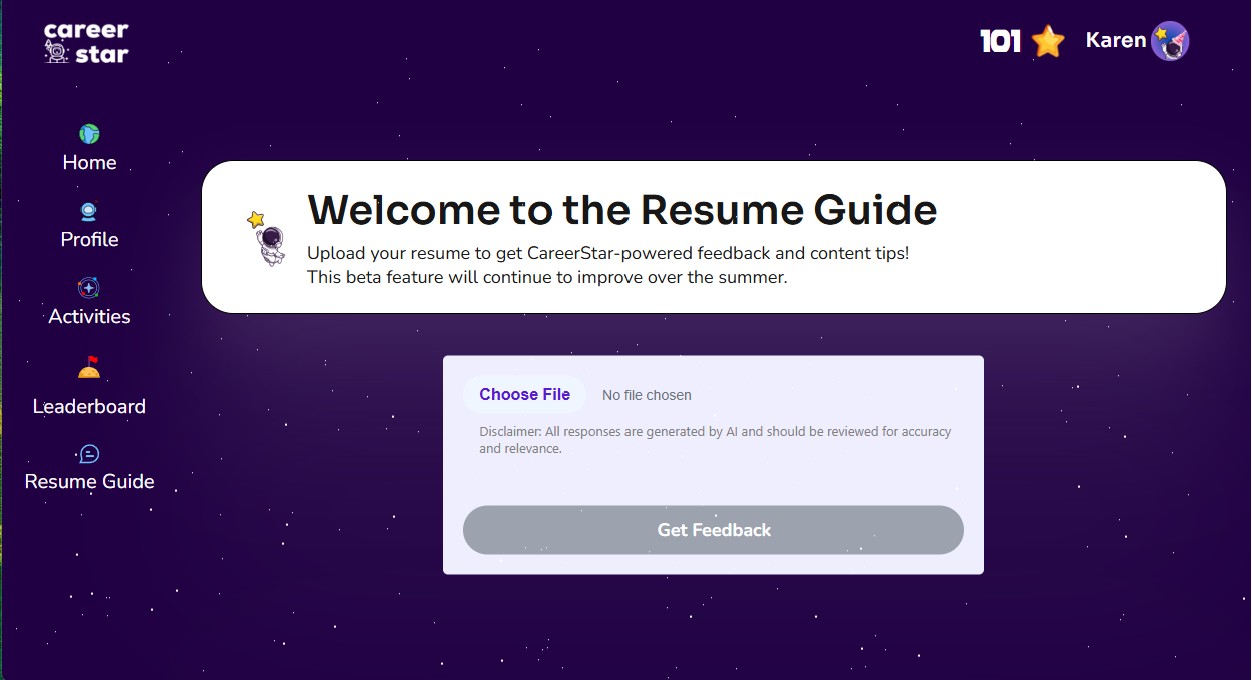 career
star
101
Karen
Home
Profile
Activities
Leaderboard
Resume Guide
Welcome to the Resume Guide
Upload your resume to get CareerStar-powered feedback and content tips!
This beta feature will continue to improve over the summer.
Choose File No file chosen
Disclaimer: All responses are generated by AI and should be reviewed for accuracy
and relevance.
Get Feedback